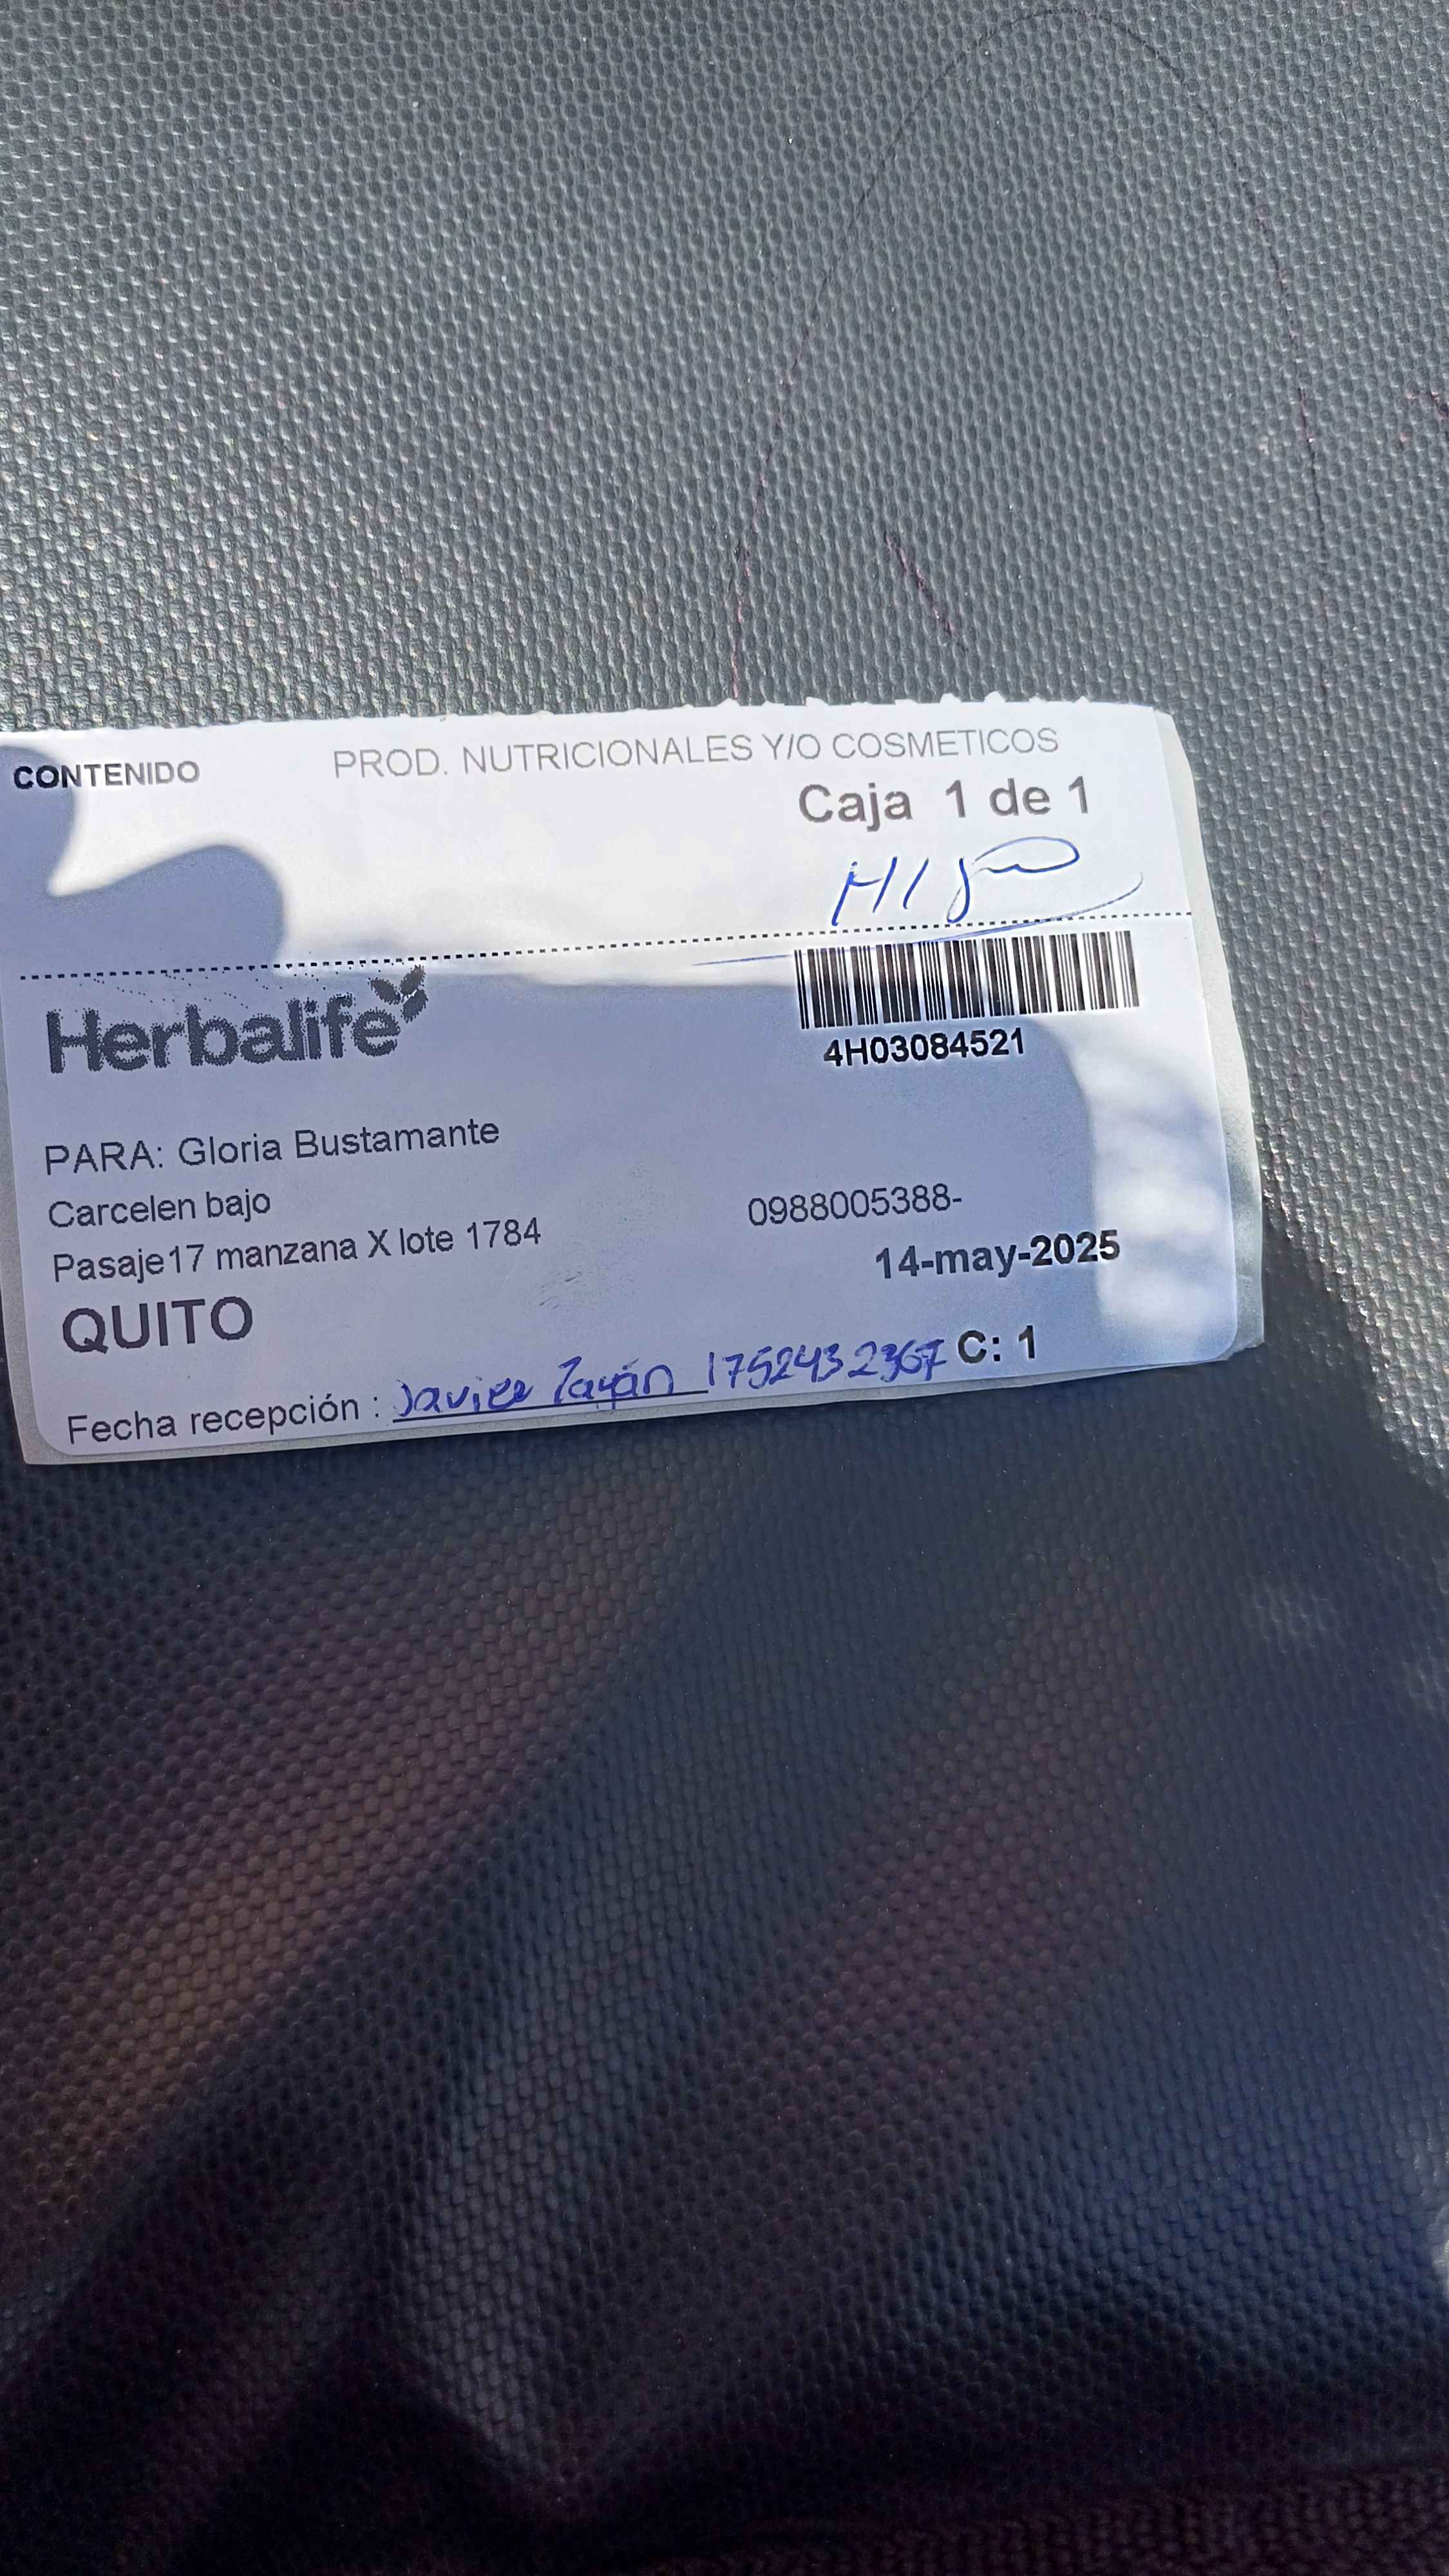 CONTENIDO PROD. NUTRICIONALES Y/O COSMETICOS
Caja 1 de 1
Herbalife
4H03084521
PARA: Gloria Bustamante
Carcelen bajo 0988005388-
Pasaje17 manzana X lote 1784
14-may-2025
QUITO
C: 1
Fecha recepción : Javier 1752432367